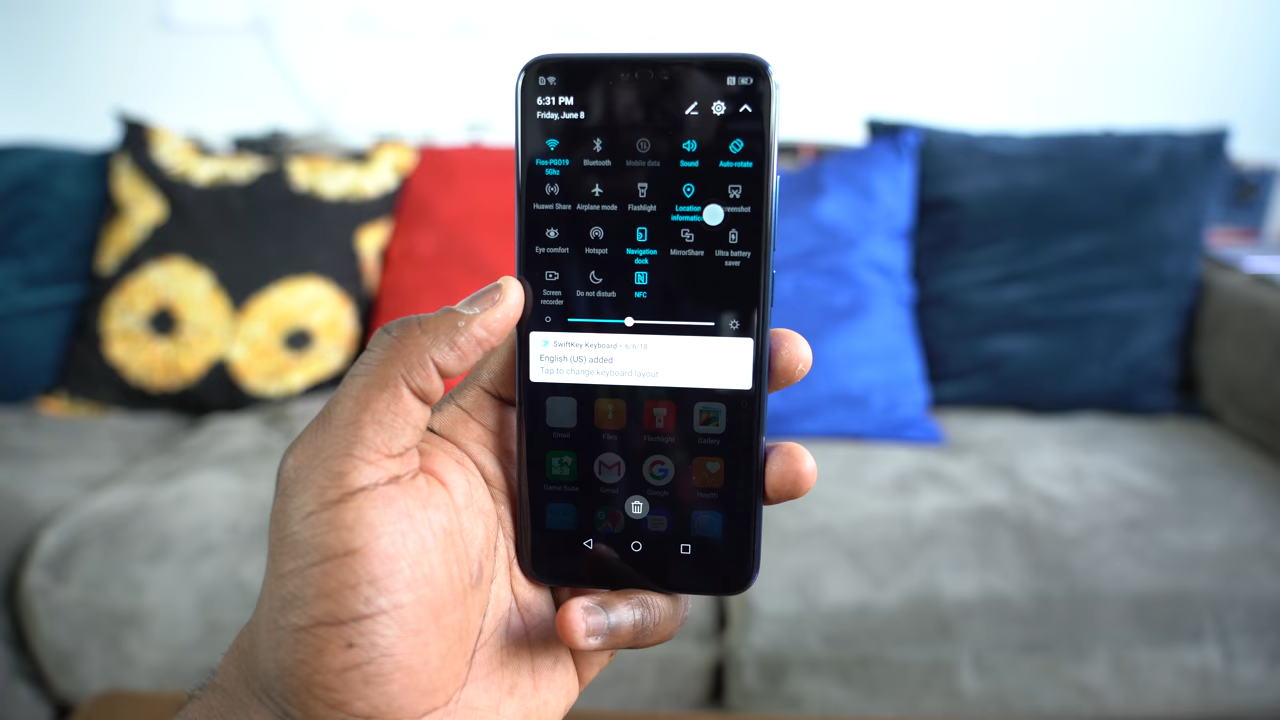 6:31 PM
Friday, June 8
Fios-PG019 Bluetooth Mobile data Sound Auto-rotate
5Ghz
Huawei Share Airplane mode Flashlight Location
informatio
Eye comfort Hotspot Navigation MirrorShare Ultra battery
dock saver
Screen Do not disturb NFC
recorder
SwiftKey Keyboard • 6/6/18
English (US) added
Tap to change keyboard layout
Email Files Flashlight Gallery
Game Suite Gmail Google Health